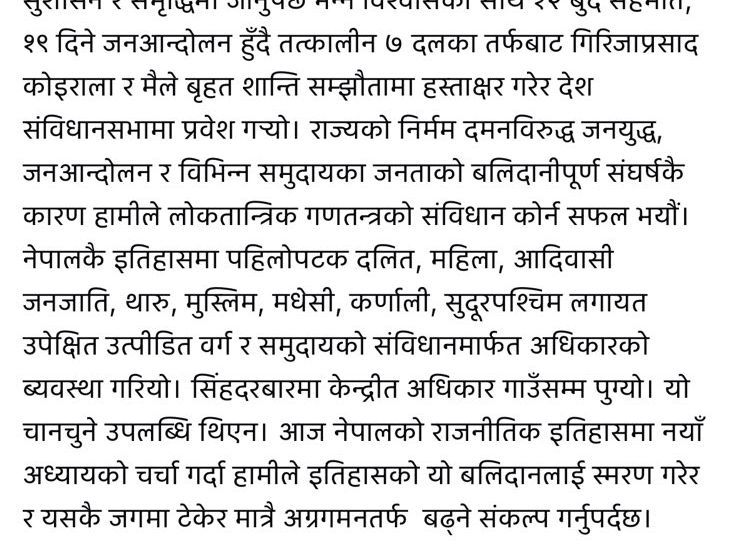 सुशासन र समृद्धिमा जानुपर्छ भन्ने विश्वासका साथ १२ बुँदे सहमति,
१९ दिने जनआन्दोलन हुँदै तत्कालीन ७ दलका तर्फबाट गिरिजाप्रसाद
कोइराला र मैले बृहत शान्ति सम्झौतामा हस्ताक्षर गरेर देश
संविधानसभामा प्रवेश गर्‍यो। राज्यको निर्मम दमनविरुद्ध जनयुद्ध,
जनआन्दोलन र विभिन्न समुदायका जनताको बलिदानीपूर्ण संघर्षकै
कारण हामीले लोकतान्त्रिक गणतन्त्रको संविधान कोर्न सफल भयौं।
नेपालकै इतिहासमा पहिलोपटक दलित, महिला, आदिवासी
जनजाति, थारु, मुस्लिम, मधेसी, कर्णाली, सुदूरपश्चिम लगायत
उपेक्षित उत्पीडित वर्ग र समुदायको संविधानमार्फत अधिकारको
ब्यवस्था गरियो। सिंहदरबारमा केन्द्रीत अधिकार गाउँसम्म पुग्यो। यो
चानचुने उपलब्धि थिएन। आज नेपालको राजनीतिक इतिहासमा नयाँ
अध्यायको चर्चा गर्दा हामीले इतिहासको यो बलिदानलाई स्मरण गरेर
र यसकै जगमा टेकेर मात्रै अग्रगमनतर्फ बढ्ने संकल्प गर्नुपर्दछ।